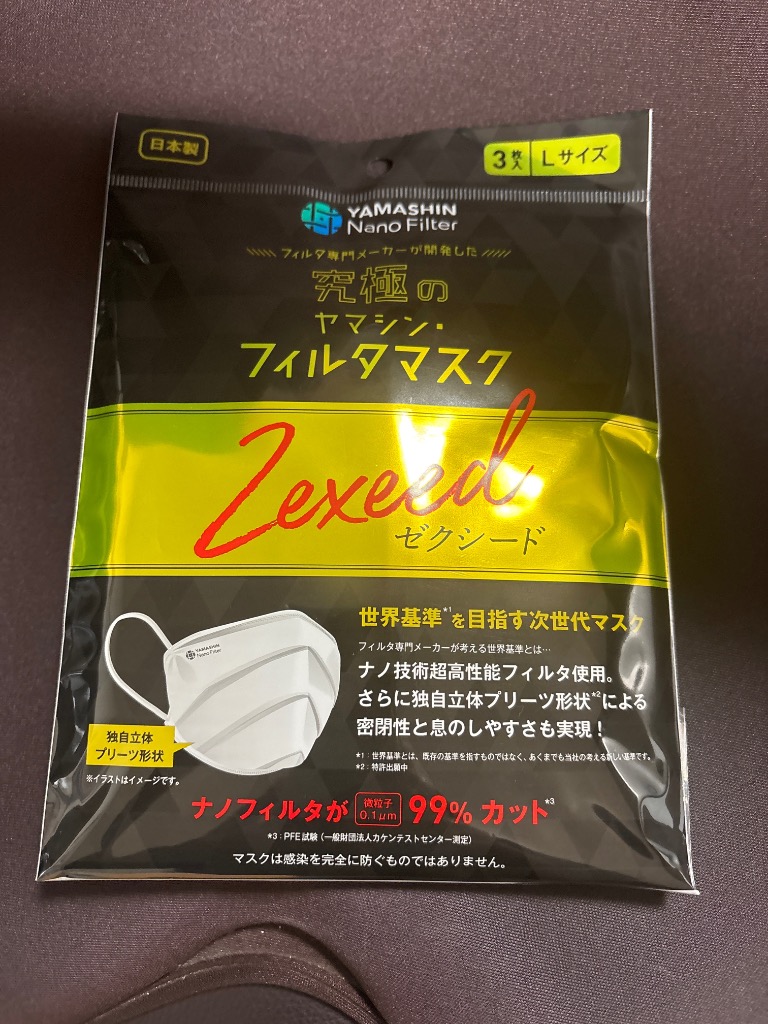 日本製
3枚入 Lサイズ
YAMASHIN
Nano Filter
フィルタ専門メーカーが開発した
究極の
ヤマシン・
フィルタマスク
Zexeed
ゼクシード
世界基準*1を目指す次世代マスク
フィルタ専門メーカーが考える世界基準とは…
ナノ技術超高性能フィルタ使用。
さらに独自立体プリーツ形状*2による
密閉性と息のしやすさも実現！
*1：世界基準とは、既存の基準を指すものではなく、あくまでも当社の考える新しい基準です。
*2：特許出願中
YAMASHIN
Nano Filter
独自立体
プリーツ形状
※イラストはイメージです。
ナノフィルタが 微粒子 0.1μm 99% カット*3
*3：PFE試験（一般財団法人カケンテストセンター測定）
マスクは感染を完全に防ぐものではありません。